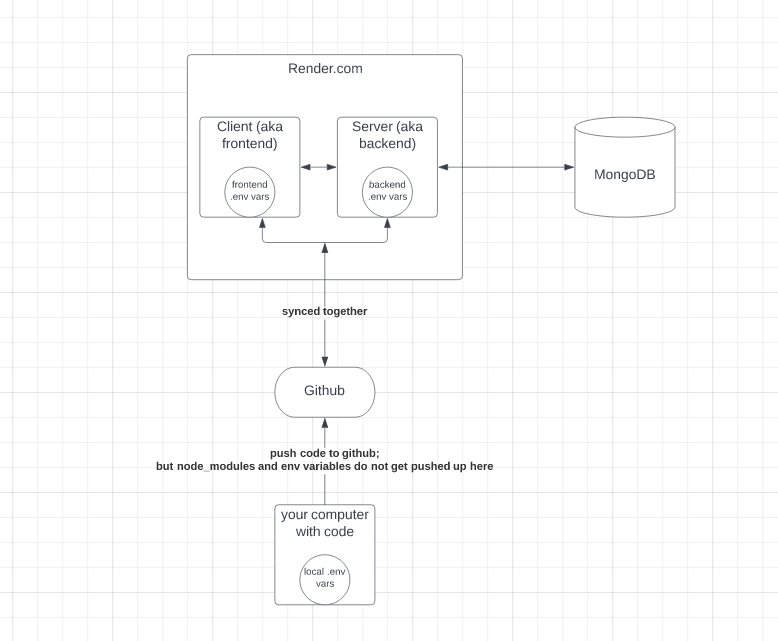 Render.com
Client (aka
frontend)
Server (aka
backend)
frontend
.env vars
backend
.env vars
MongoDB
synced together
Github
push code to github;
but node_modules and env variables do not get pushed up here
your computer
with code
local .env
vars